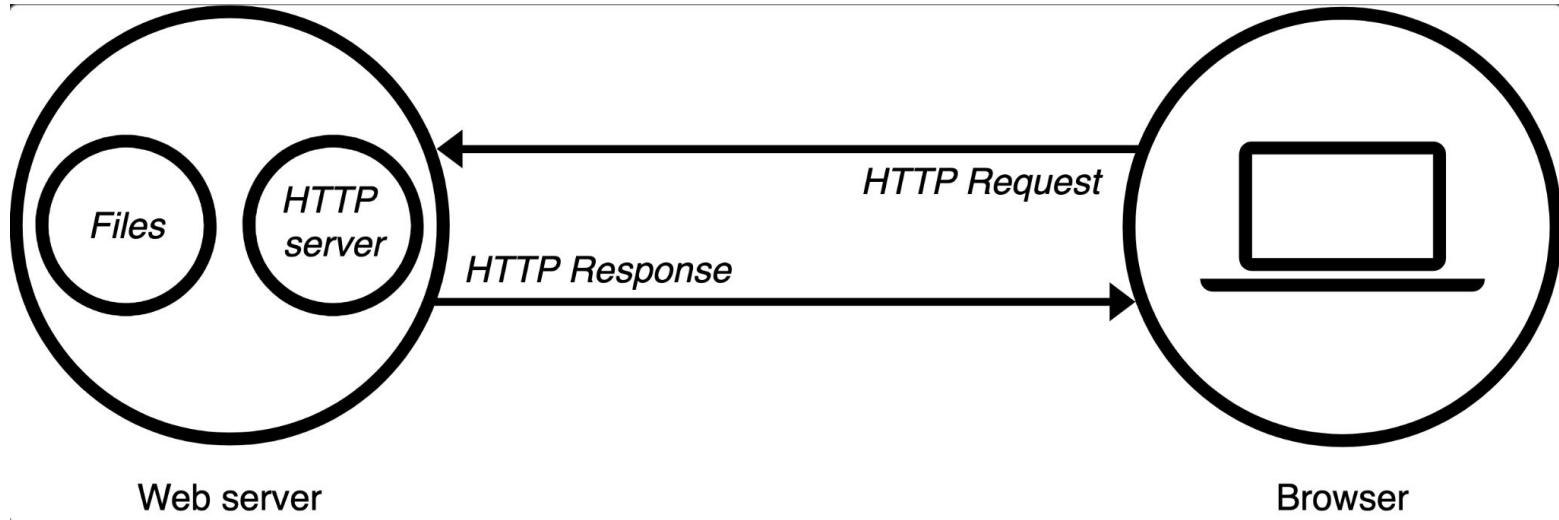 HTTP Request
Files
HTTP
server
HTTP Response
Web server
Browser